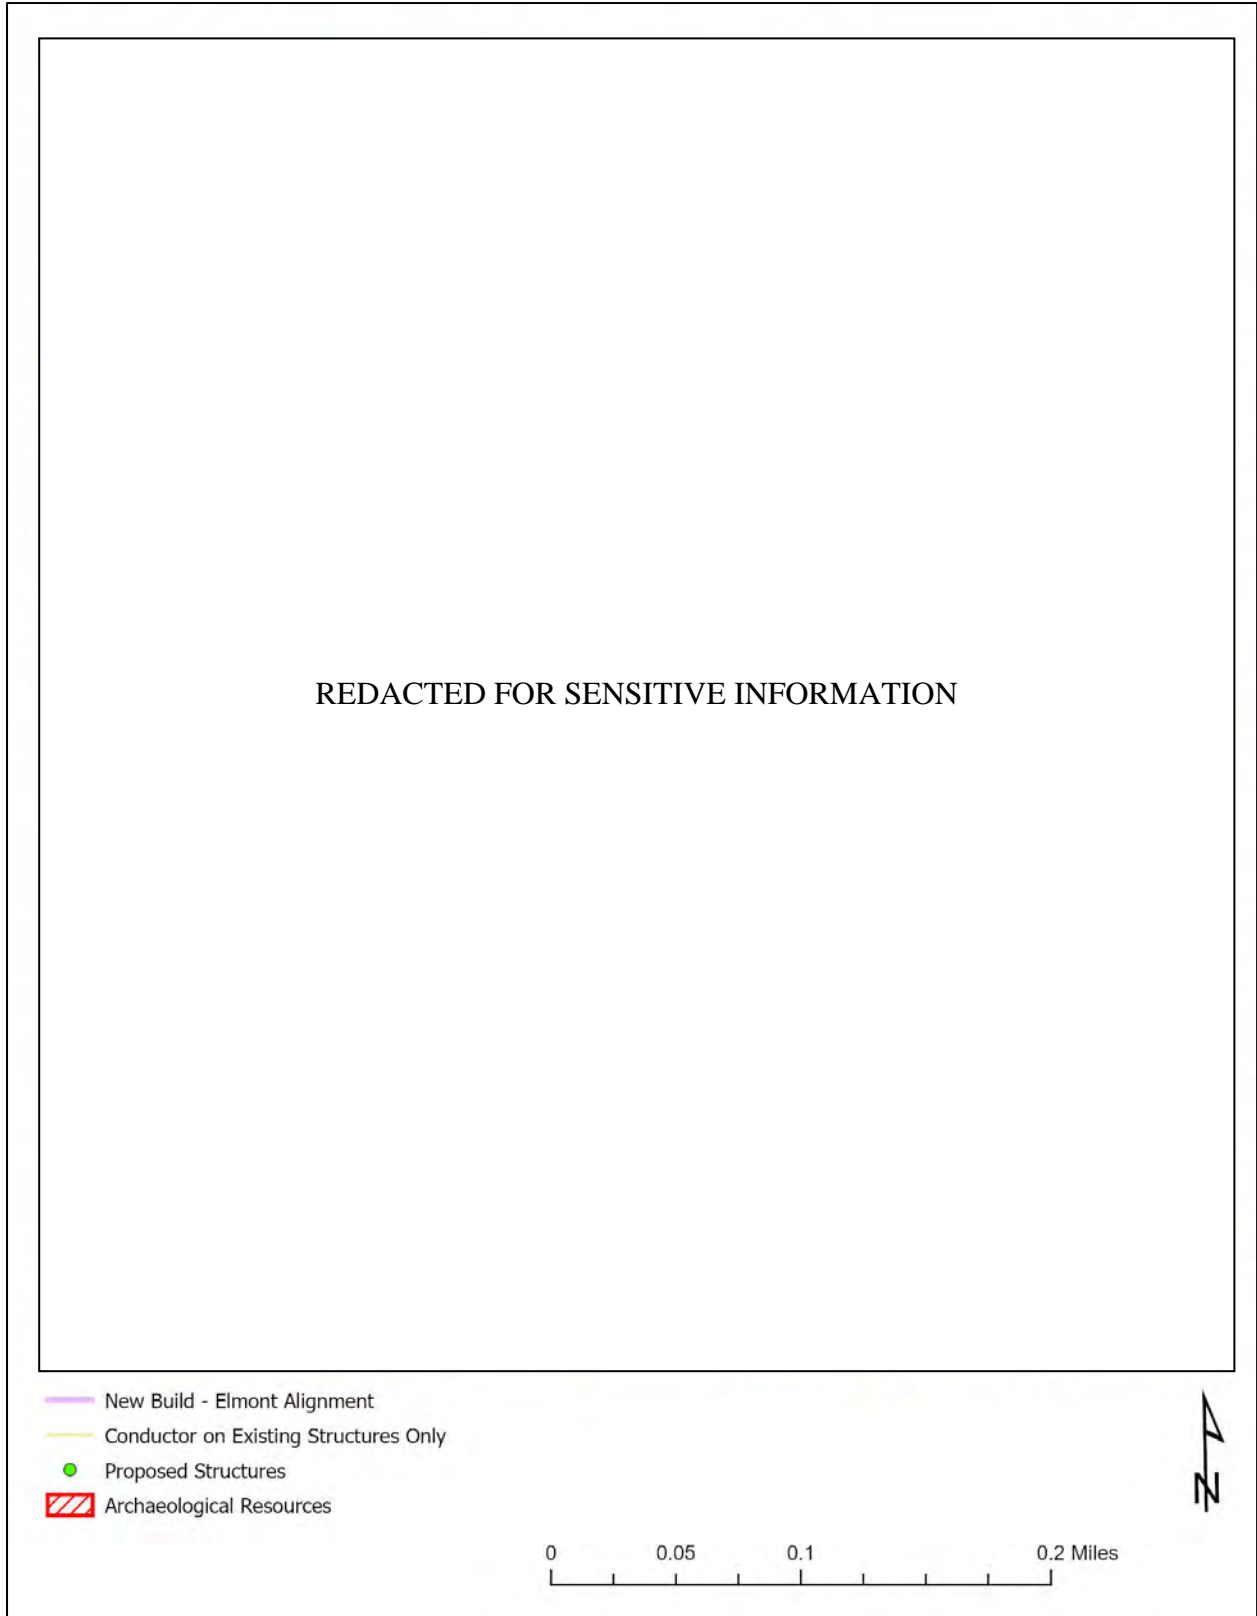 REDACTED FOR SENSITIVE INFORMATION
New Build - Elmont Alignment
Conductor on Existing Structures Only
Proposed Structures
Archaeological Resources
N
0 0.05 0.1 0.2 Miles